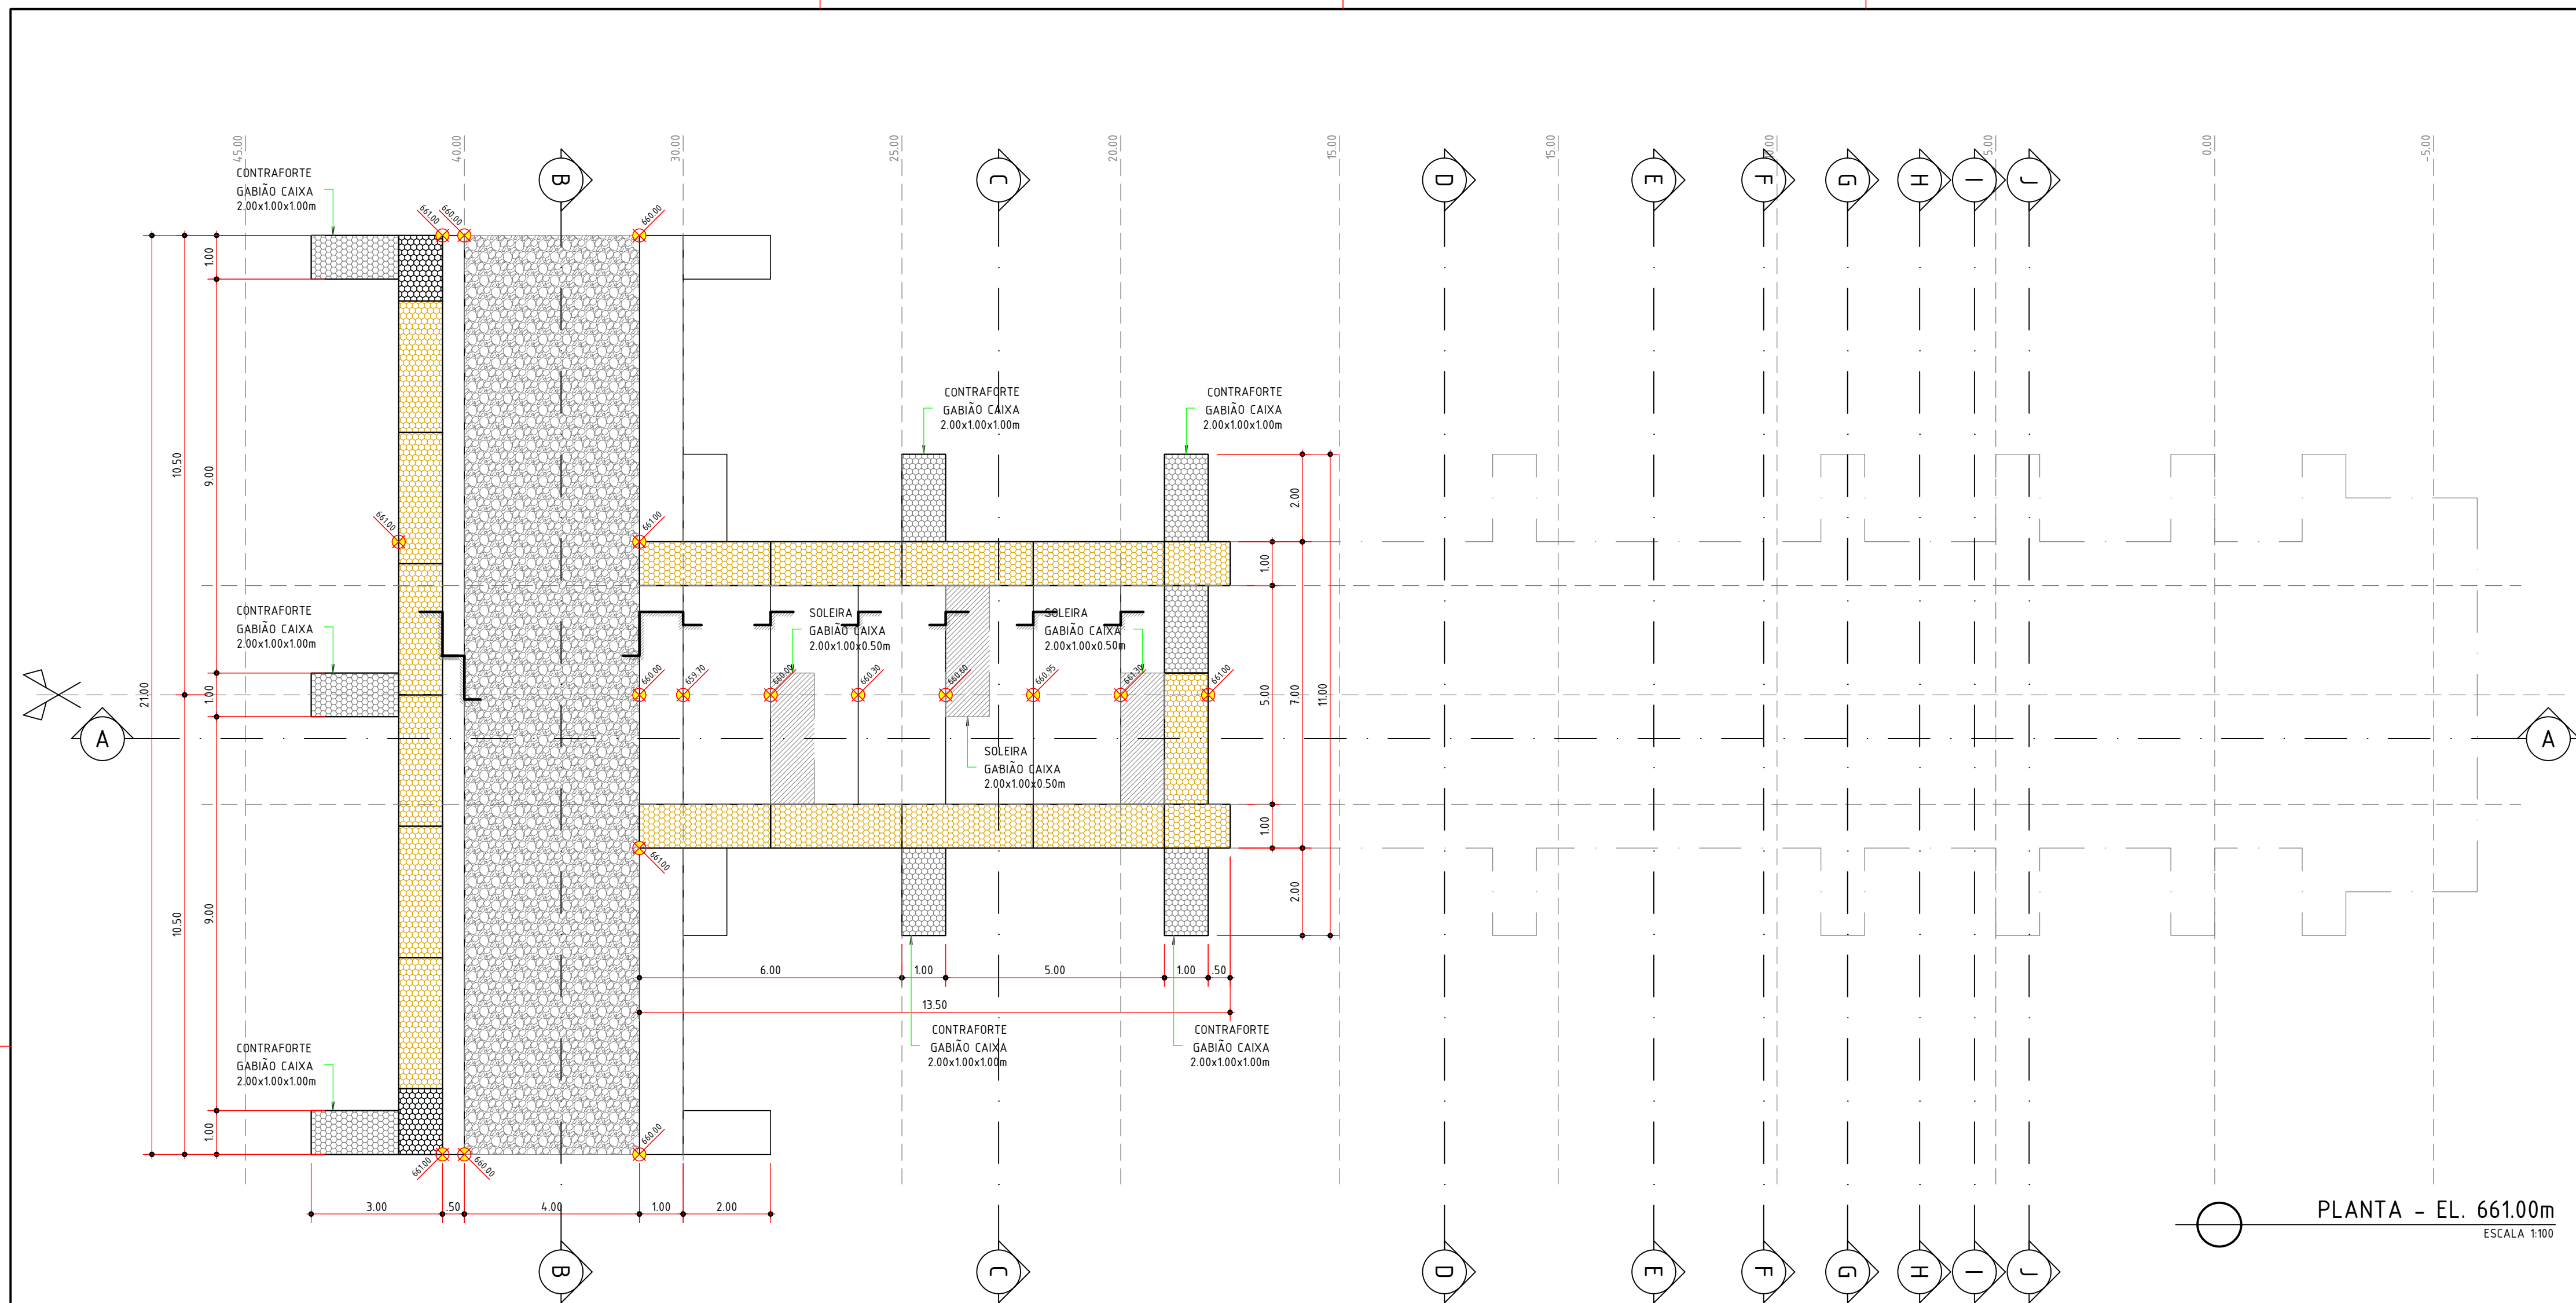 45.00
40.00
30.00
25.00
20.00
15.00
15.00
10.00
5.00
0.00
-5.00
B
C
D
E
F
G
H
I
J
CONTRAFORTE
GABIÃO CAIXA
2.00x1.00x1.00m
661.00
660.00
660.00
1.00
CONTRAFORTE
GABIÃO CAIXA
2.00x1.00x1.00m
CONTRAFORTE
GABIÃO CAIXA
2.00x1.00x1.00m
10.50
9.00
2.00
661.00
661.00
1.00
CONTRAFORTE
GABIÃO CAIXA
2.00x1.00x1.00m
SOLEIRA
GABIÃO CAIXA
2.00x1.00x0.50m
SOLEIRA
GABIÃO CAIXA
2.00x1.00x0.50m
21.00
1.00
660.00
659.70
660.00
660.30
660.60
660.95
661.30
661.00
5.00
7.00
11.00
A
A
SOLEIRA
GABIÃO CAIXA
2.00x1.00x0.50m
1.00
661.00
10.50
9.00
2.00
6.00
1.00
5.00
1.00
.50
13.50
CONTRAFORTE
GABIÃO CAIXA
2.00x1.00x1.00m
CONTRAFORTE
GABIÃO CAIXA
2.00x1.00x1.00m
CONTRAFORTE
GABIÃO CAIXA
2.00x1.00x1.00m
1.00
661.00
660.00
660.00
3.00
.50
4.00
1.00
2.00
PLANTA - EL. 661.00m
ESCALA 1:100
B
C
D
E
F
G
H
I
J